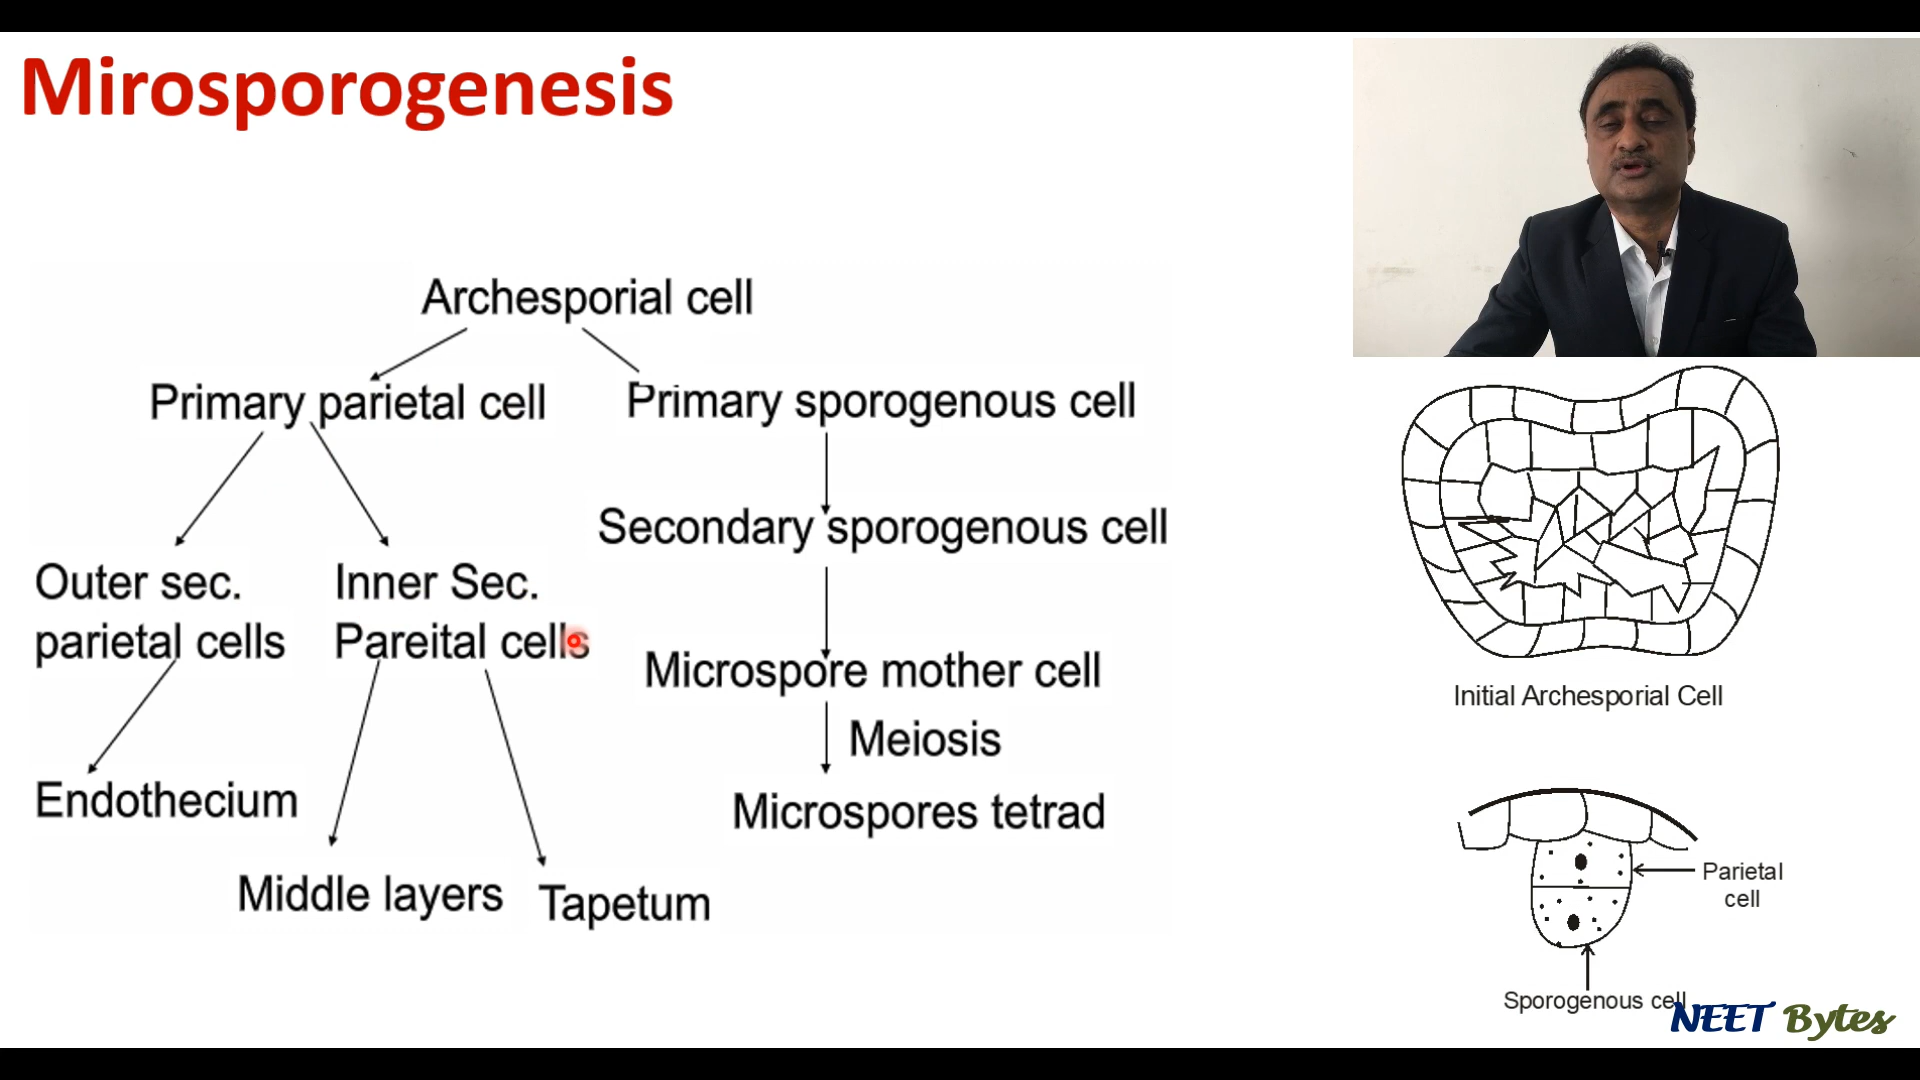 Mirosporogenesis
Archesporial cell
Primary parietal cell
Primary sporogenous cell
Secondary sporogenous cell
Outer sec.
parietal cells
Inner Sec.
Pareital cells
Microspore mother cell
Meiosis
Endothecium
Microspores tetrad
Middle layers
Tapetum
Initial Archesporial Cell
Parietal
cell
Sporogenous cell
NEET Bytes